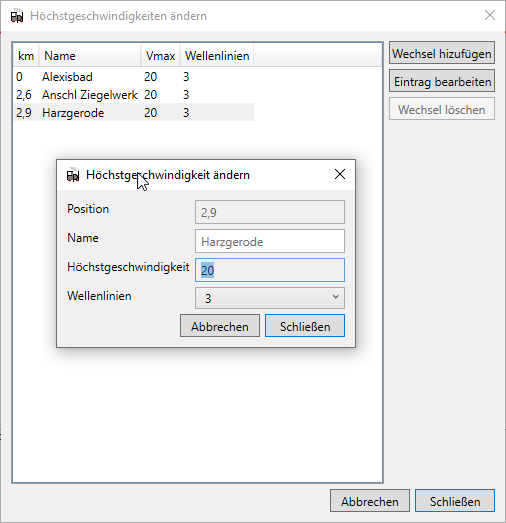 Höchstgeschwindigkeiten ändern
km Name Vmax Wellenlinien
0 Alexisbad 20 3
2,6 Anschl Ziegelwerk 20 3
2,9 Harzgerode 20 3
Wechsel hinzufügen
Eintrag bearbeiten
Wechsel löschen
Höchstgeschwindigkeit ändern
Position 2,9
Name Harzgerode
Höchstgeschwindigkeit 20
Wellenlinien 3
Abbrechen Schließen
Abbrechen Schließen